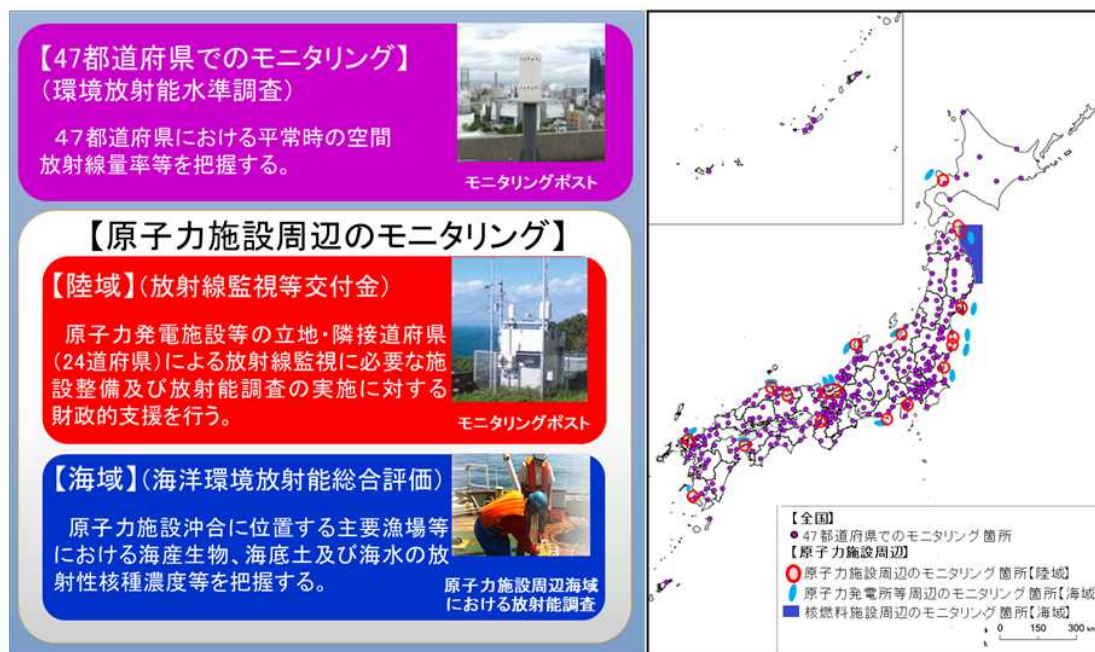 【47都道府県でのモニタリング】
（環境放射能水準調査）
４７都道府県における平常時の空間
放射線量率等を把握する。
モニタリングポスト
【原子力施設周辺のモニタリング】
【陸域】（放射線監視等交付金）
原子力発電施設等の立地・隣接道府県
（24道府県）による放射線監視に必要な施
設整備及び放射能調査の実施に対する
財政的支援を行う。
モニタリングポスト
【海域】（海洋環境放射能総合評価）
原子力施設沖合に位置する主要漁場等
における海産生物、海底土及び海水の放
射性核種濃度等を把握する。
原子力施設周辺海域
における放射能調査
【全国】
47都道府県でのモニタリング箇所
【原子力施設周辺】
原子力施設周辺のモニタリング箇所【陸域】
原子力発電所等周辺のモニタリング箇所【海域】
核燃料施設周辺のモニタリング箇所【海域】
0 150 300 km